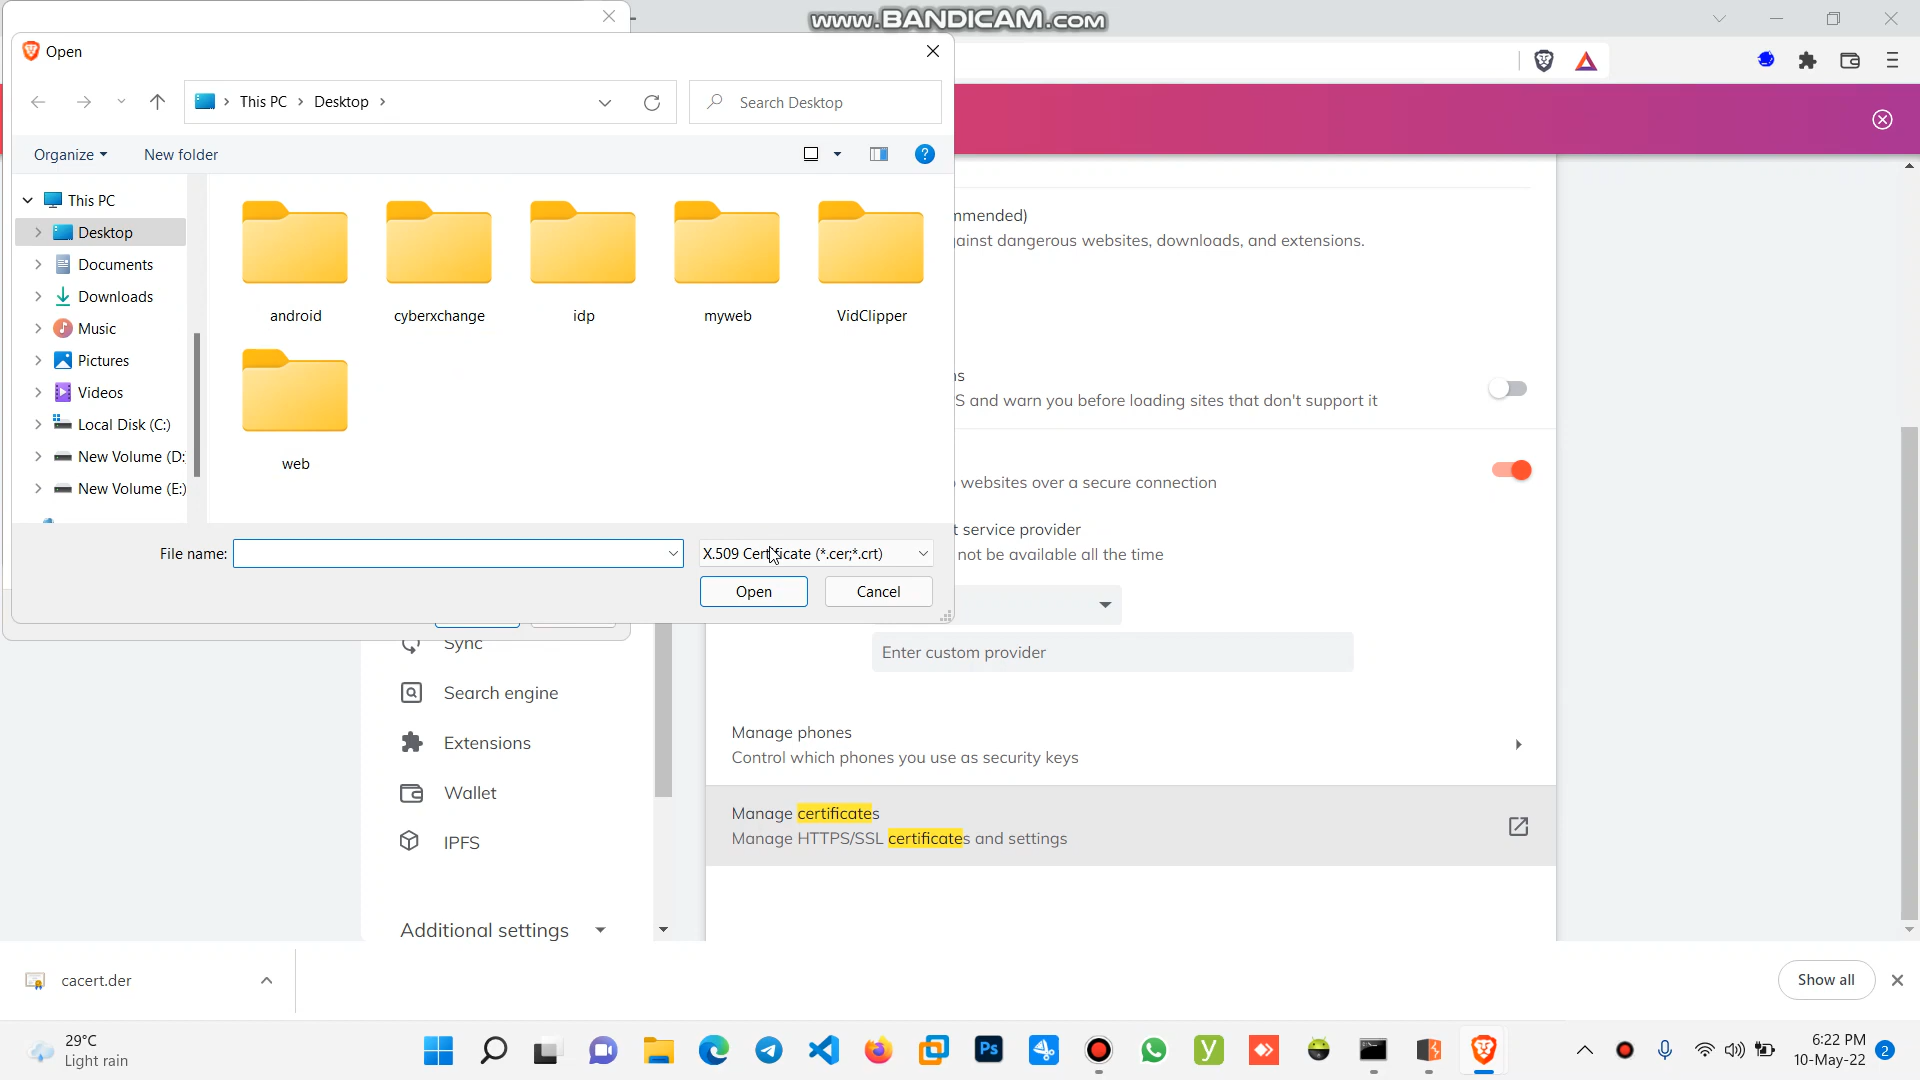 www.BANDICAM.com
Open
This PC
Desktop
Search Desktop
Organize
New folder
This PC
Desktop
Documents
Downloads
Music
Pictures
Videos
Local Disk (C:)
New Volume (D:
New Volume (E:)
android
cyberxchange
idp
myweb
VidClipper
web
File name:
X.509 Certificate (*.cer;*.crt)
Open
Cancel
mmended)
ainst dangerous websites, downloads, and extensions.
ns
S and warn you before loading sites that don't support it
websites over a secure connection
t service provider
not be available all the time
Enter custom provider
Manage phones
Control which phones you use as security keys
Manage certificates
Manage HTTPS/SSL certificates and settings
Sync
Search engine
Extensions
Wallet
IPFS
Additional settings
cacert.der
Show all
29°C
Light rain
Ps
y
6:22 PM
10-May-22
2